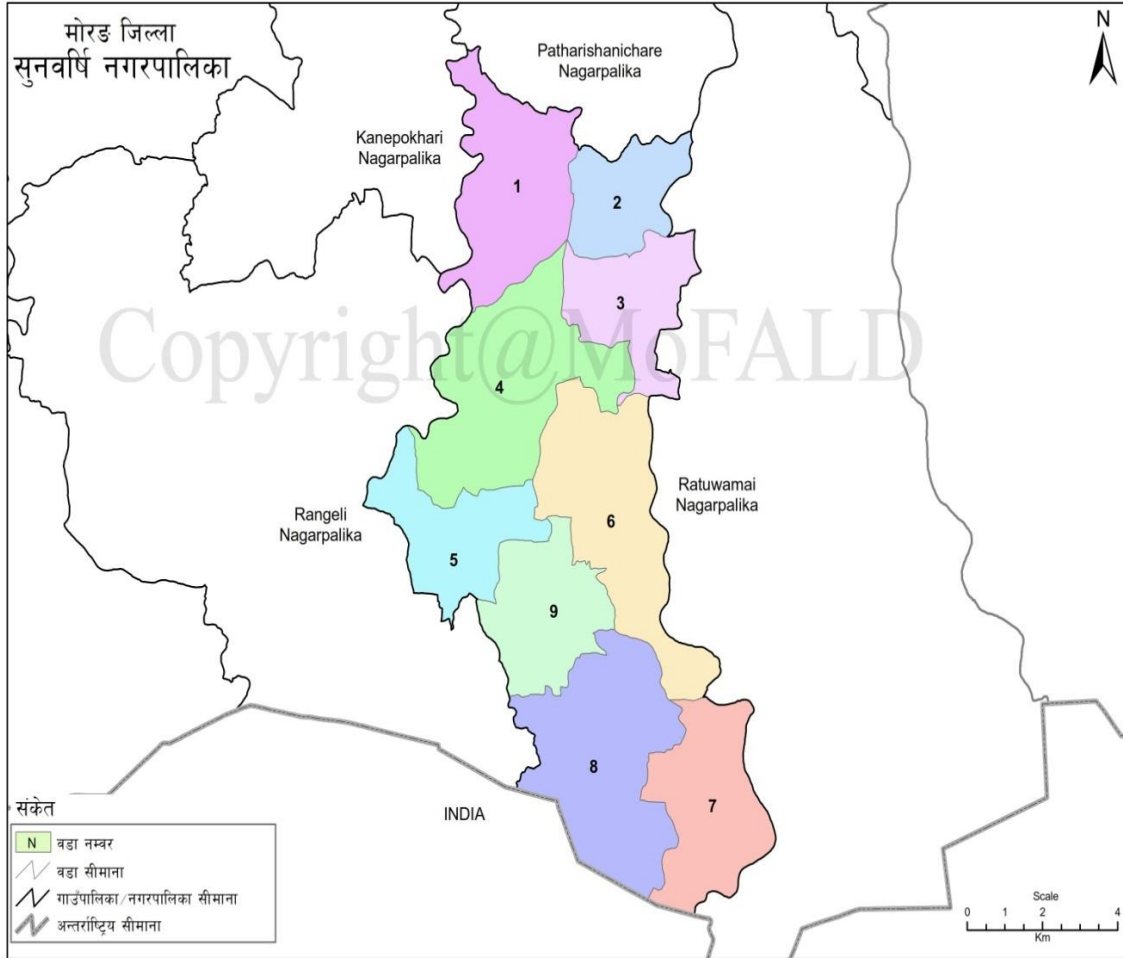 मोरङ जिल्ला
सुनवर्षि नगरपालिका
N
Patharishanichare
Nagarpalika
Kanepokhari
Nagarpalika
1
2
3
Copyright@MoFALD
4
Ratuwamai
Nagarpalika
Rangeli
Nagarpalika
6
5
9
8
7
INDIA
संकेत
N वडा नम्बर
वडा सीमाना
गाउँपालिका/नगरपालिका सीमाना
अन्तर्राष्ट्रिय सीमाना
Scale
0 1 2 4
Km